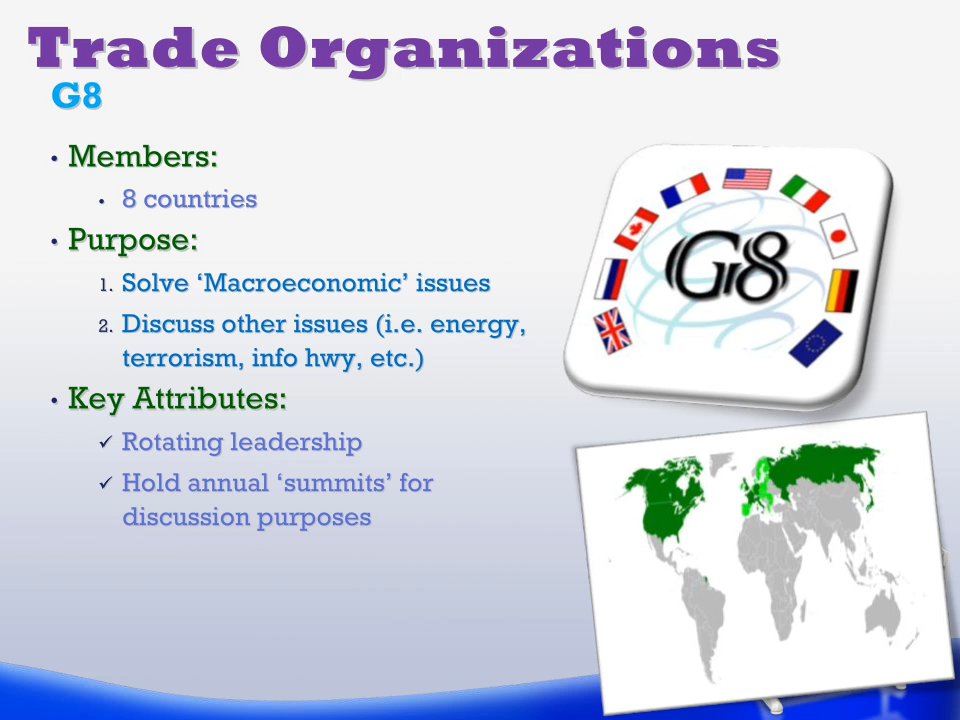 Trade Organizations
G8
• Members:
• 8 countries
• Purpose:
1. Solve ‘Macroeconomic’ issues
2. Discuss other issues (i.e. energy,
terrorism, info hwy, etc.)
• Key Attributes:
✓ Rotating leadership
✓ Hold annual ‘summits’ for
discussion purposes
G8